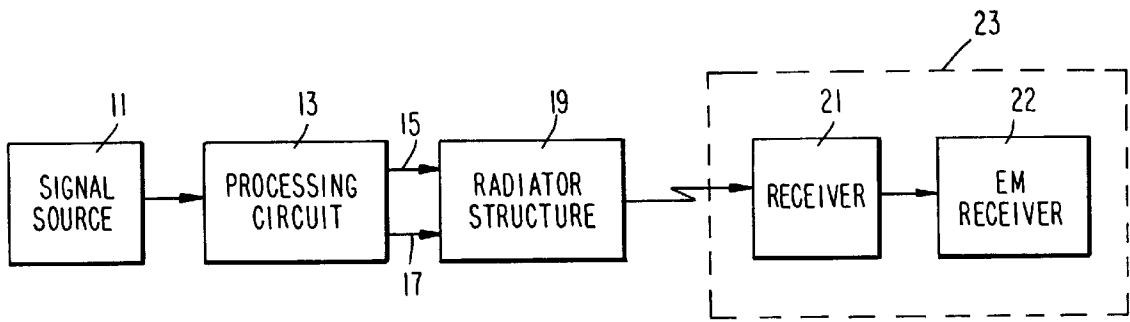 23
11
13
15
19
21
22
SIGNAL
SOURCE
PROCESSING
CIRCUIT
RADIATOR
STRUCTURE
RECEIVER
EM
RECEIVER
17